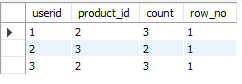 userid product_id count row_no
1 2 3 1
2 3 2 1
3 2 3 1